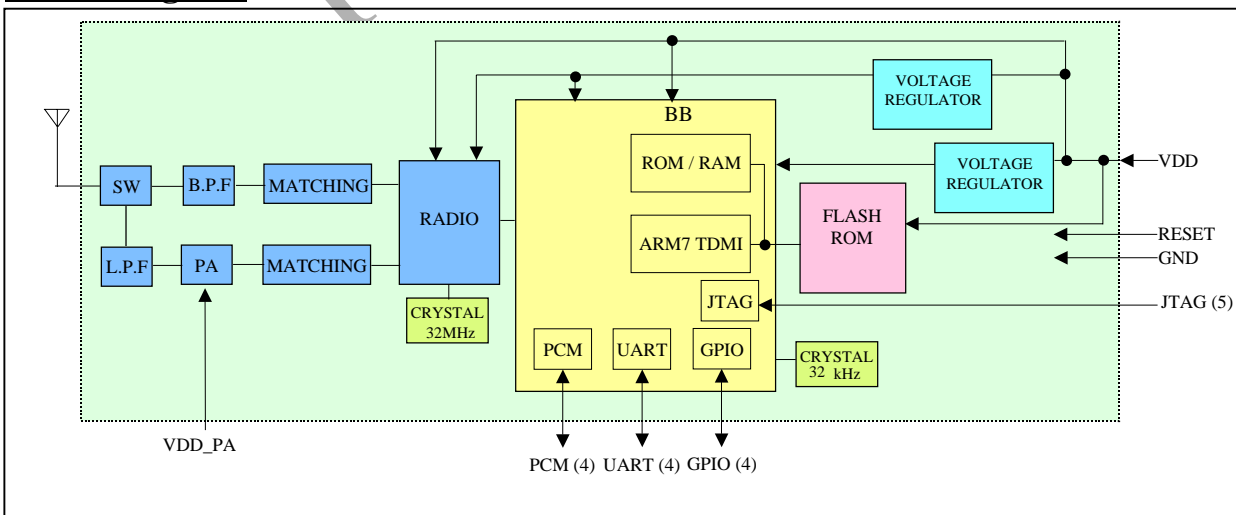 BB
VOLTAGE
REGULATOR
ROM / RAM
VOLTAGE
REGULATOR
VDD
SW
B.P.F
MATCHING
RADIO
FLASH
ROM
ARM7 TDMI
RESET
GND
L.P.F
PA
MATCHING
JTAG
JTAG (5)
CRYSTAL
32MHz
PCM
UART
GPIO
CRYSTAL
32 kHz
VDD_PA
PCM (4) UART (4) GPIO (4)